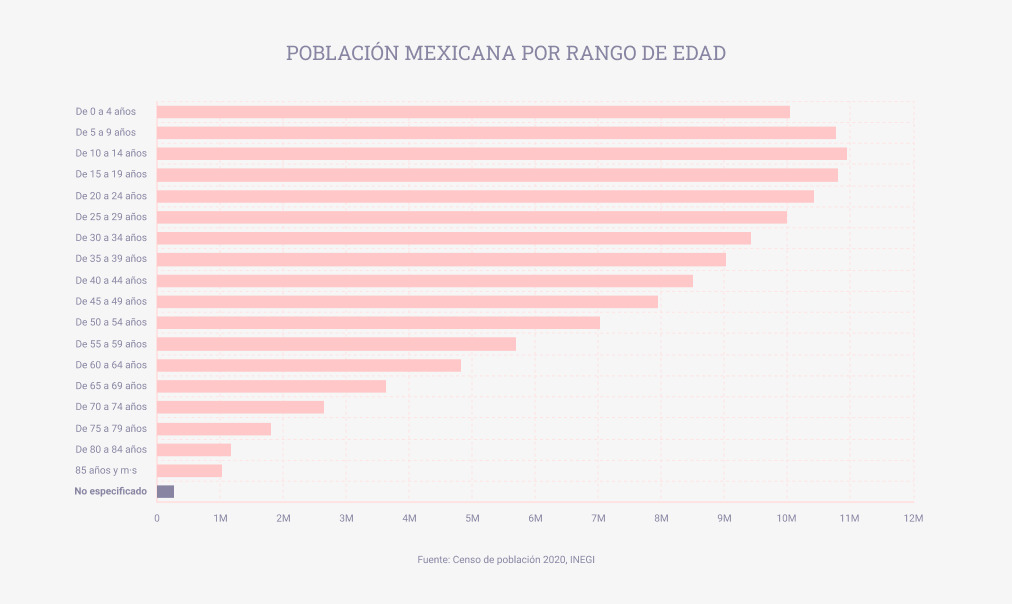 POBLACIÓN MEXICANA POR RANGO DE EDAD
De 0 a 4 años
De 5 a 9 años
De 10 a 14 años
De 15 a 19 años
De 20 a 24 años
De 25 a 29 años
De 30 a 34 años
De 35 a 39 años
De 40 a 44 años
De 45 a 49 años
De 50 a 54 años
De 55 a 59 años
De 60 a 64 años
De 65 a 69 años
De 70 a 74 años
De 75 a 79 años
De 80 a 84 años
85 años y m·s
No especificado
0 1M 2M 3M 4M 5M 6M 7M 8M 9M 10M 11M 12M
Fuente: Censo de población 2020, INEGI